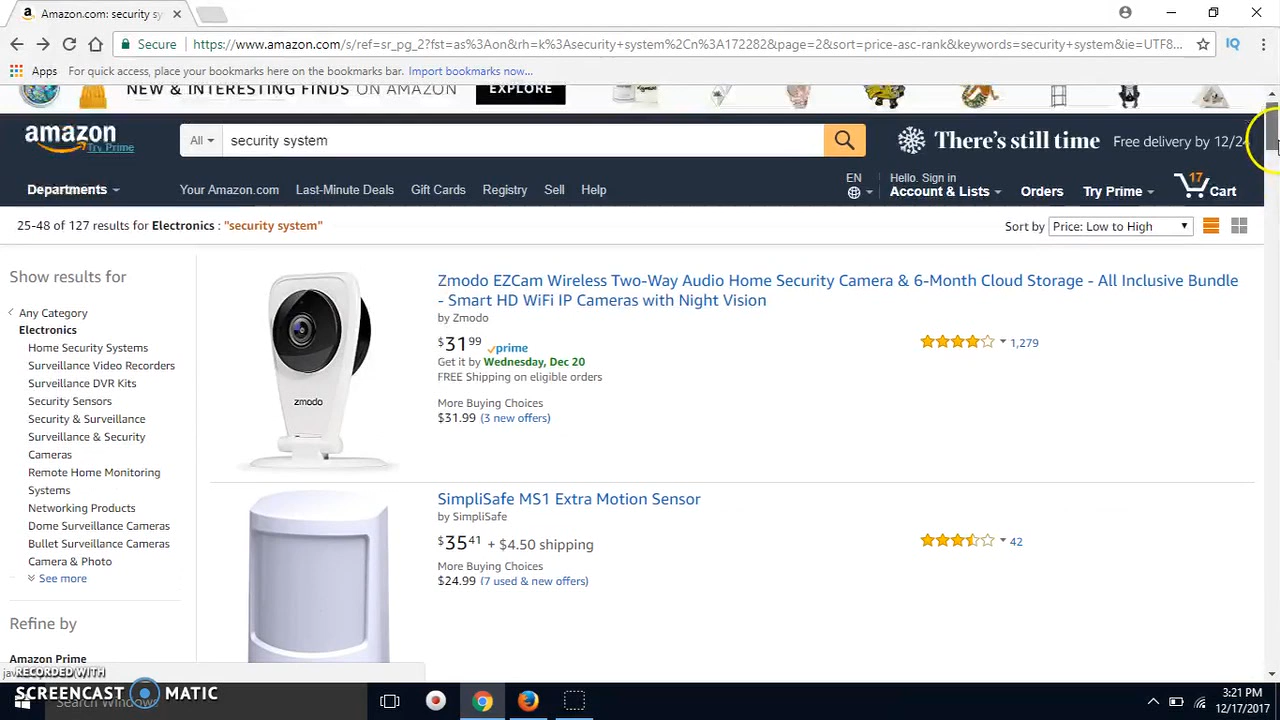 Amazon.com: security sy
Secure https://www.amazon.com/s/ref=sr_pg_2?fst=as%3Aon&rh=k%3Asecurity+system%2Cn%3A172282&page=2&sort=price-asc-rank&keywords=security+system&ie=UTF8...
Apps For quick access, place your bookmarks here on the bookmarks bar. Import bookmarks now...
NEW & INTERESTING FINDS ON AMAZON EXPLORE
amazon Try Prime
All security system
There's still time Free delivery by 12/24
Departments Your Amazon.com Last-Minute Deals Gift Cards Registry Sell Help
EN Hello. Sign in
Account & Lists Orders Try Prime 17 Cart
25-48 of 127 results for Electronics : "security system"
Sort by Price: Low to High
Show results for
Any Category
Electronics
Home Security Systems
Surveillance Video Recorders
Surveillance DVR Kits
Security Sensors
Security & Surveillance
Surveillance & Security
Cameras
Remote Home Monitoring
Systems
Networking Products
Dome Surveillance Cameras
Bullet Surveillance Cameras
Camera & Photo
See more
Refine by
Amazon Prime
zmodo
Zmodo EZCam Wireless Two-Way Audio Home Security Camera & 6-Month Cloud Storage - All Inclusive Bundle
- Smart HD WiFi IP Cameras with Night Vision
by Zmodo
$31 99 prime
Get it by Wednesday, Dec 20
FREE Shipping on eligible orders
More Buying Choices
$31.99 (3 new offers)
1,279
SimpliSafe MS1 Extra Motion Sensor
by SimpliSafe
$35 41 + $4.50 shipping
More Buying Choices
$24.99 (7 used & new offers)
42
RECORDED WITH
SCREENCAST MATIC
Search Windows
3:21 PM
12/17/2017